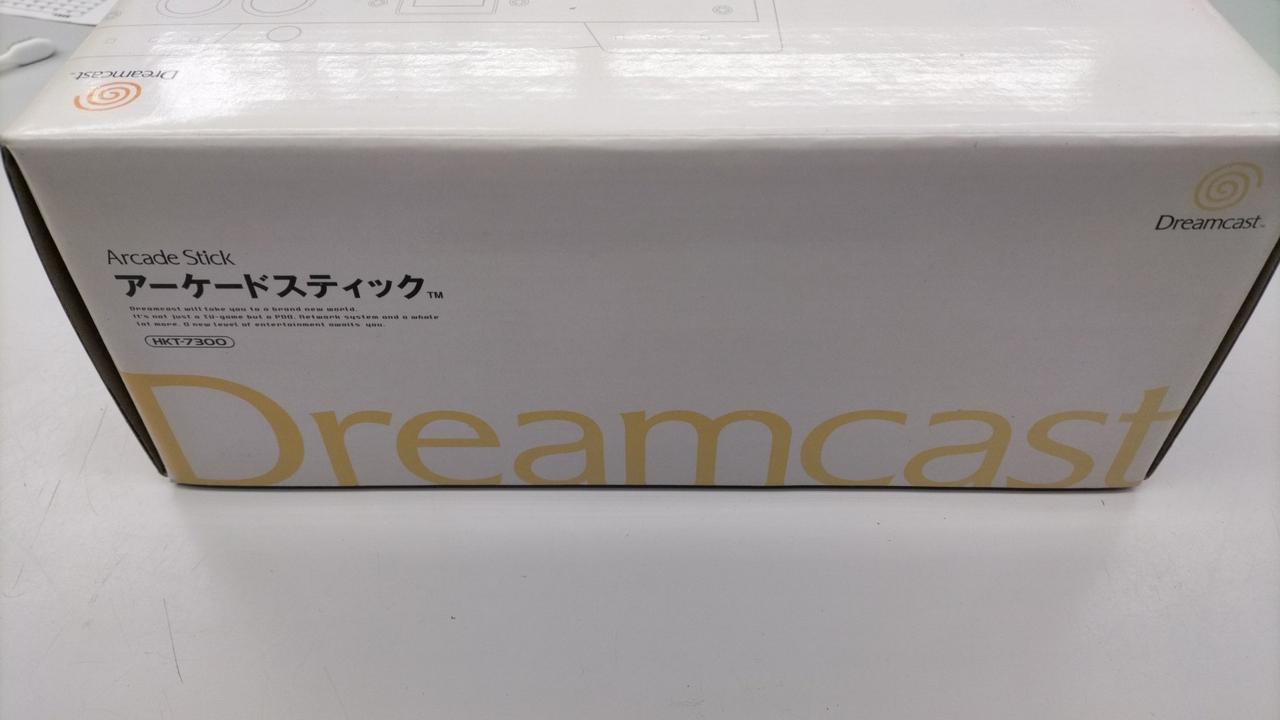 Dreamcast™
Dreamcast™
Arcade Stick
アーケードスティック™
Dreamcast will take you to a brand new world.
It's not just a TV-game but a PDA, Network system and a whole
lot more. A new level of entertainment awaits you.
HKT-7300
Dreamcast